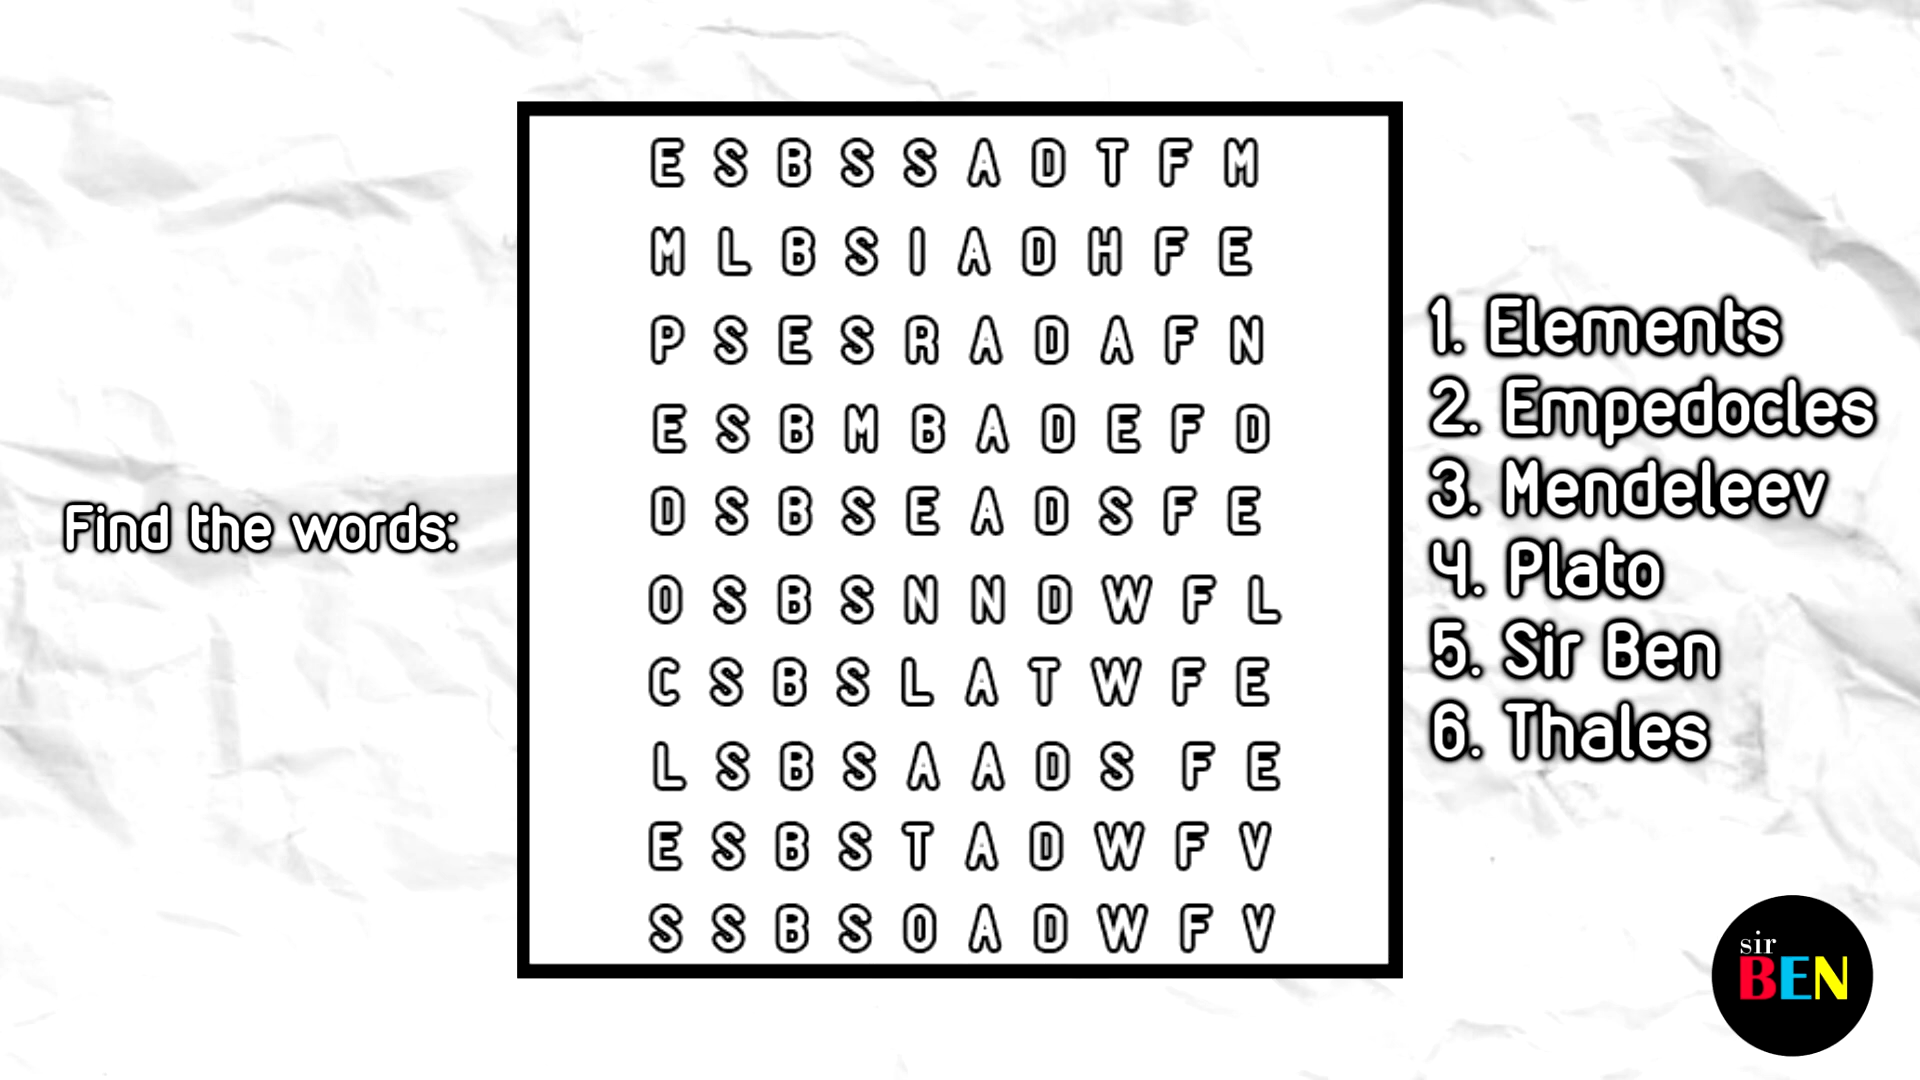 Find the words:
E S B S S A D T F M
M L B S I A D H F E
P S E S R A D A F N
E S B M B A D E F D
D S B S E A D S F E
O S B S N N D W F L
C S B S L A T W F E
L S B S A A D S F E
E S B S T A D W F V
S S B S O A D W F V
1. Elements
2. Empedocles
3. Mendeleev
4. Plato
5. Sir Ben
6. Thales
sir
BEN